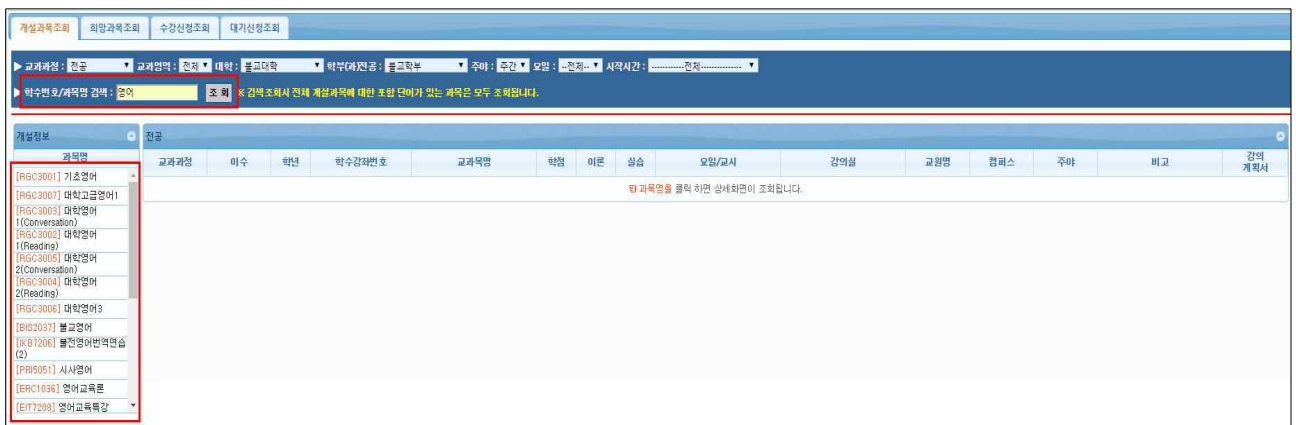 개설과목조회 희망과목조회 수강신청조회 대기신청조회
▶ 교과과정 : 전공 ▼ 교과영역 : 전체 ▼ 대학 : 불교대학 ▼ 학부(과)전공 : 불교학부 ▼ 주야 : 주간 ▼ 요일 : --전체-- ▼ 시작시간 : ------------전체--------------- ▼
▶ 학수번호/과목명 검색 : 영어 조 회 ※ 검색 조회시 전체 개설과목에 대한 포함 단어가 있는 과목은 모두 조회됩니다.
개설정보 전공
과목명 교과과정 이수 학년 학수강좌번호 교과목명 학점 이론 실습 요일/교시 강의실 교원명 캠퍼스 주야 비고 강의
계획서
과목명을 클릭 하면 상세화면이 조회됩니다.
[RGC3001] 기초영어
[RGC3007] 대학고급영어1
[RGC3003] 대학영어
1(Conversation)
[RGC3002] 대학영어
1(Reading)
[RGC3005] 대학영어
2(Conversation)
[RGC3004] 대학영어
2(Reading)
[RGC3006] 대학영어3
[BIS2037] 불교영어
[IKB7206] 불전영어번역연습
(2)
[PRI5051] 시사영어
[ERC1036] 영어교육론
[EIT7208] 영어교육특강